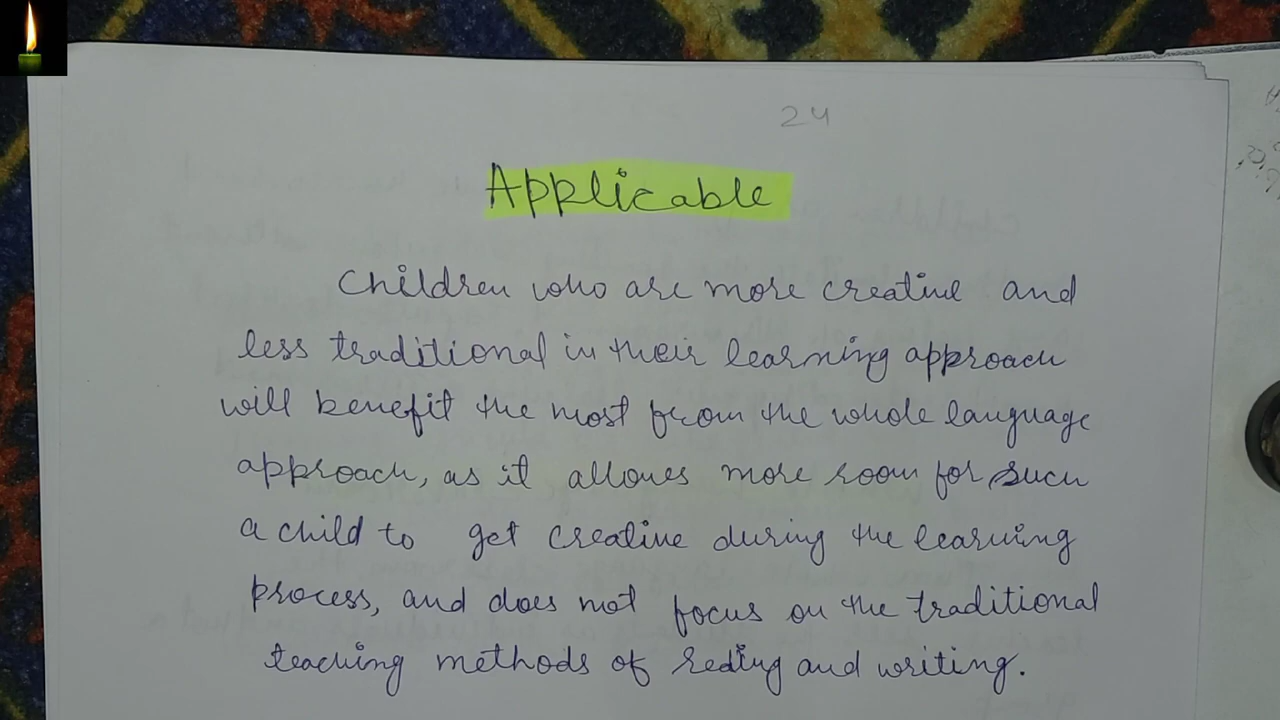 24
Applicable
Children who are more creative and
less traditional in their learning approach
will benefit the most from the whole language
approach, as it allows more room for such
a child to get creative during the learning
process, and does not focus on the traditional
teaching methods of reding and writing.